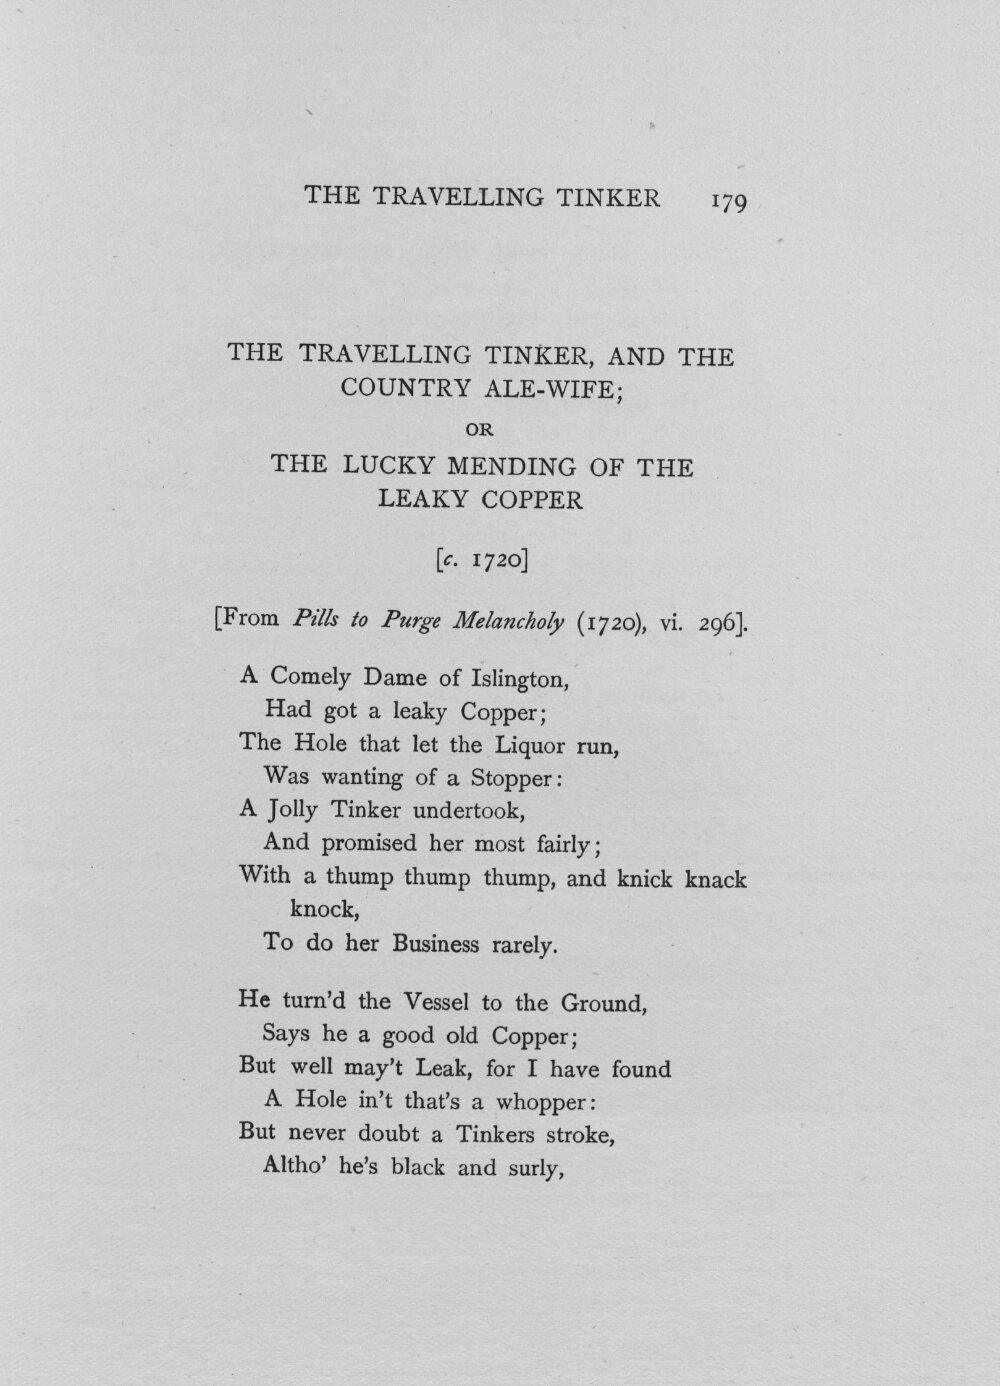 THE TRAVELLING TINKER 179
THE TRAVELLING TINKER, AND THE
COUNTRY ALE-WIFE;
OR
THE LUCKY MENDING OF THE
LEAKY COPPER
[c. 1720]
[From Pills to Purge Melancholy (1720), vi. 296].
A Comely Dame of Islington,
Had got a leaky Copper;
The Hole that let the Liquor run,
Was wanting of a Stopper:
A Jolly Tinker undertook,
And promised her most fairly;
With a thump thump thump, and knick knack
knock,
To do her Business rarely.
He turn'd the Vessel to the Ground,
Says he a good old Copper;
But well may't Leak, for I have found
A Hole in't that's a whopper:
But never doubt a Tinkers stroke,
Altho' he's black and surly,